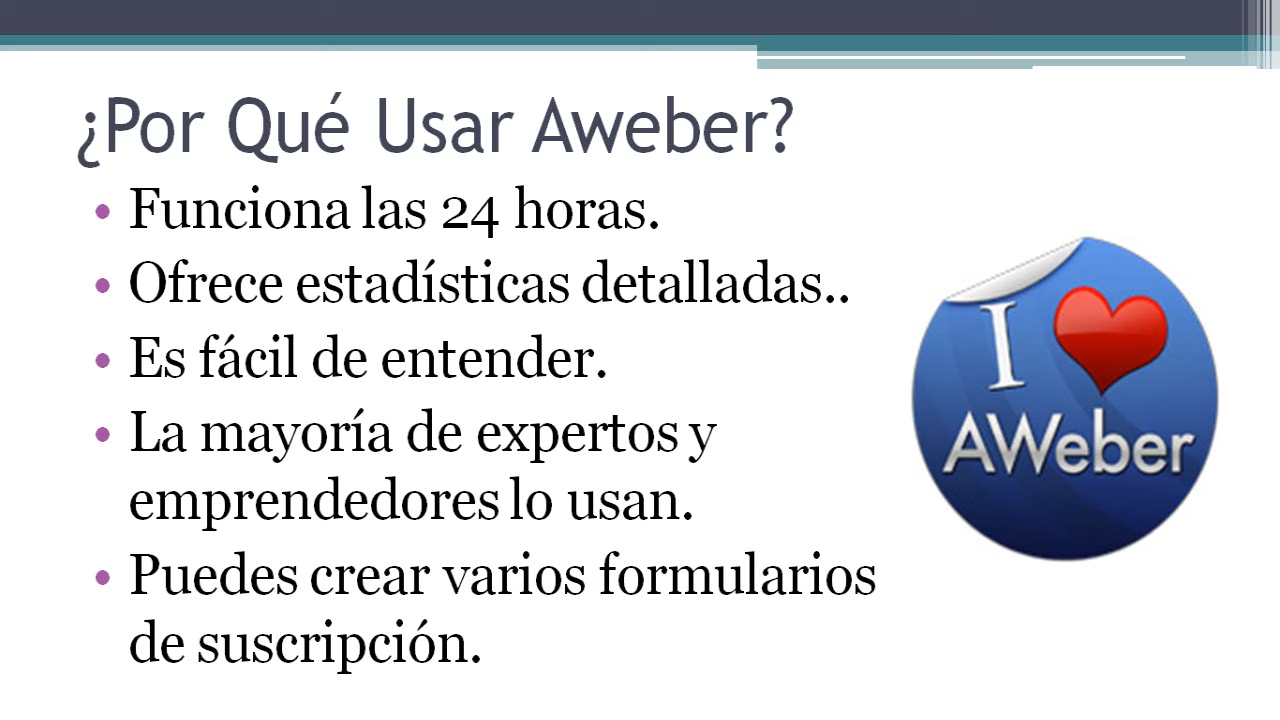 ¿Por Qué Usar Aweber?
• Funciona las 24 horas.
• Ofrece estadísticas detalladas..
• Es fácil de entender.
• La mayoría de expertos y
emprendedores lo usan.
• Puedes crear varios formularios
de suscripción.
I
AWeber